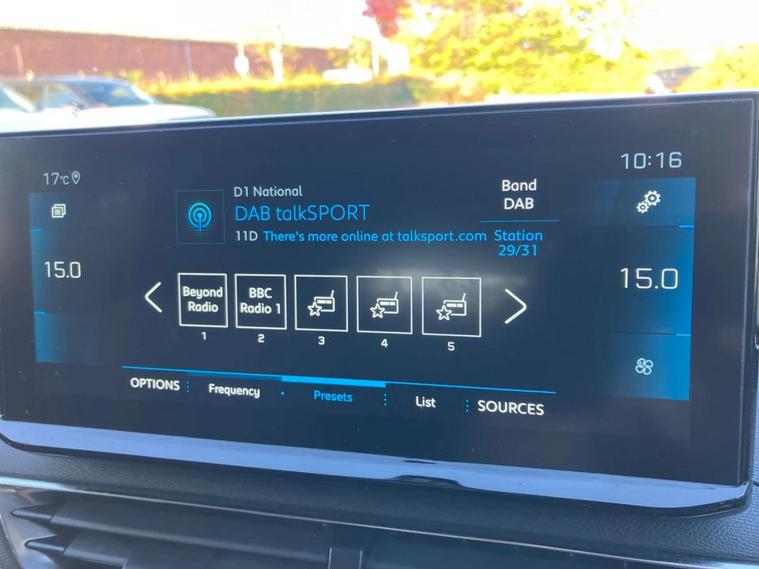 17°C
10:16
D1 National
DAB talkSPORT
11D There's more online at talksport.com
Band
DAB
Station
29/31
15.0
15.0
Beyond
Radio
BBC
Radio 1
1
2
3
4
5
OPTIONS
Frequency
Presets
List
SOURCES